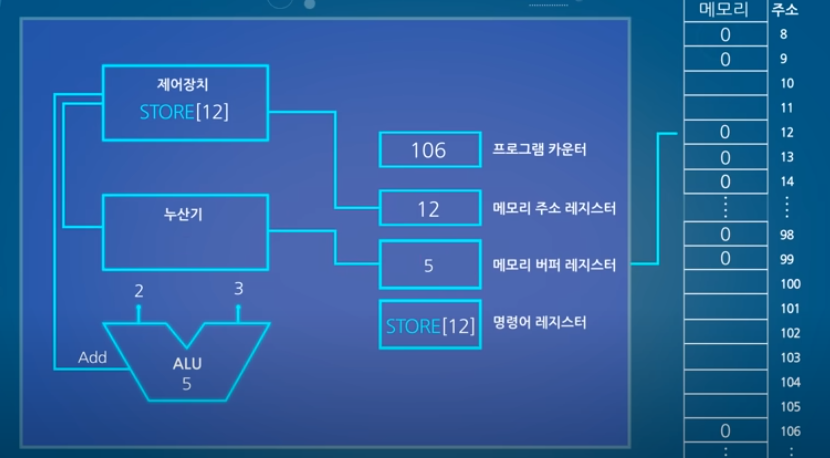 메모리 주소
0 8
0 9
10
11
0 12
0 13
0 14
0 98
0 99
100
101
102
103
104
105
0 106
제어장치
STORE[12]
누산기
2 3
Add
ALU
5
106 프로그램 카운터
12 메모리 주소 레지스터
5 메모리 버퍼 레지스터
STORE[12] 명령어 레지스터